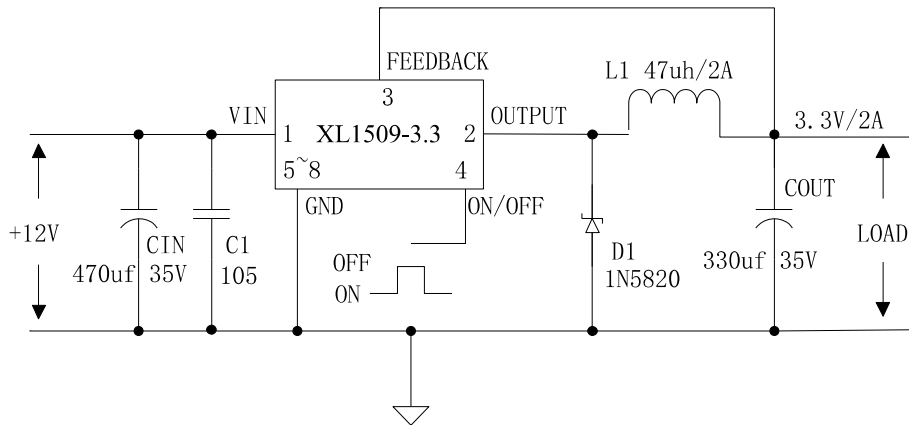 FEEDBACK
L1 47uh/2A
3
VIN
OUTPUT
3.3V/2A
1 XL1509-3.3 2
5~8
4
GND
ON/OFF
COUT
+12V
CIN
C1
470uf 35V
105
OFF
ON
D1
1N5820
330uf 35V
LOAD